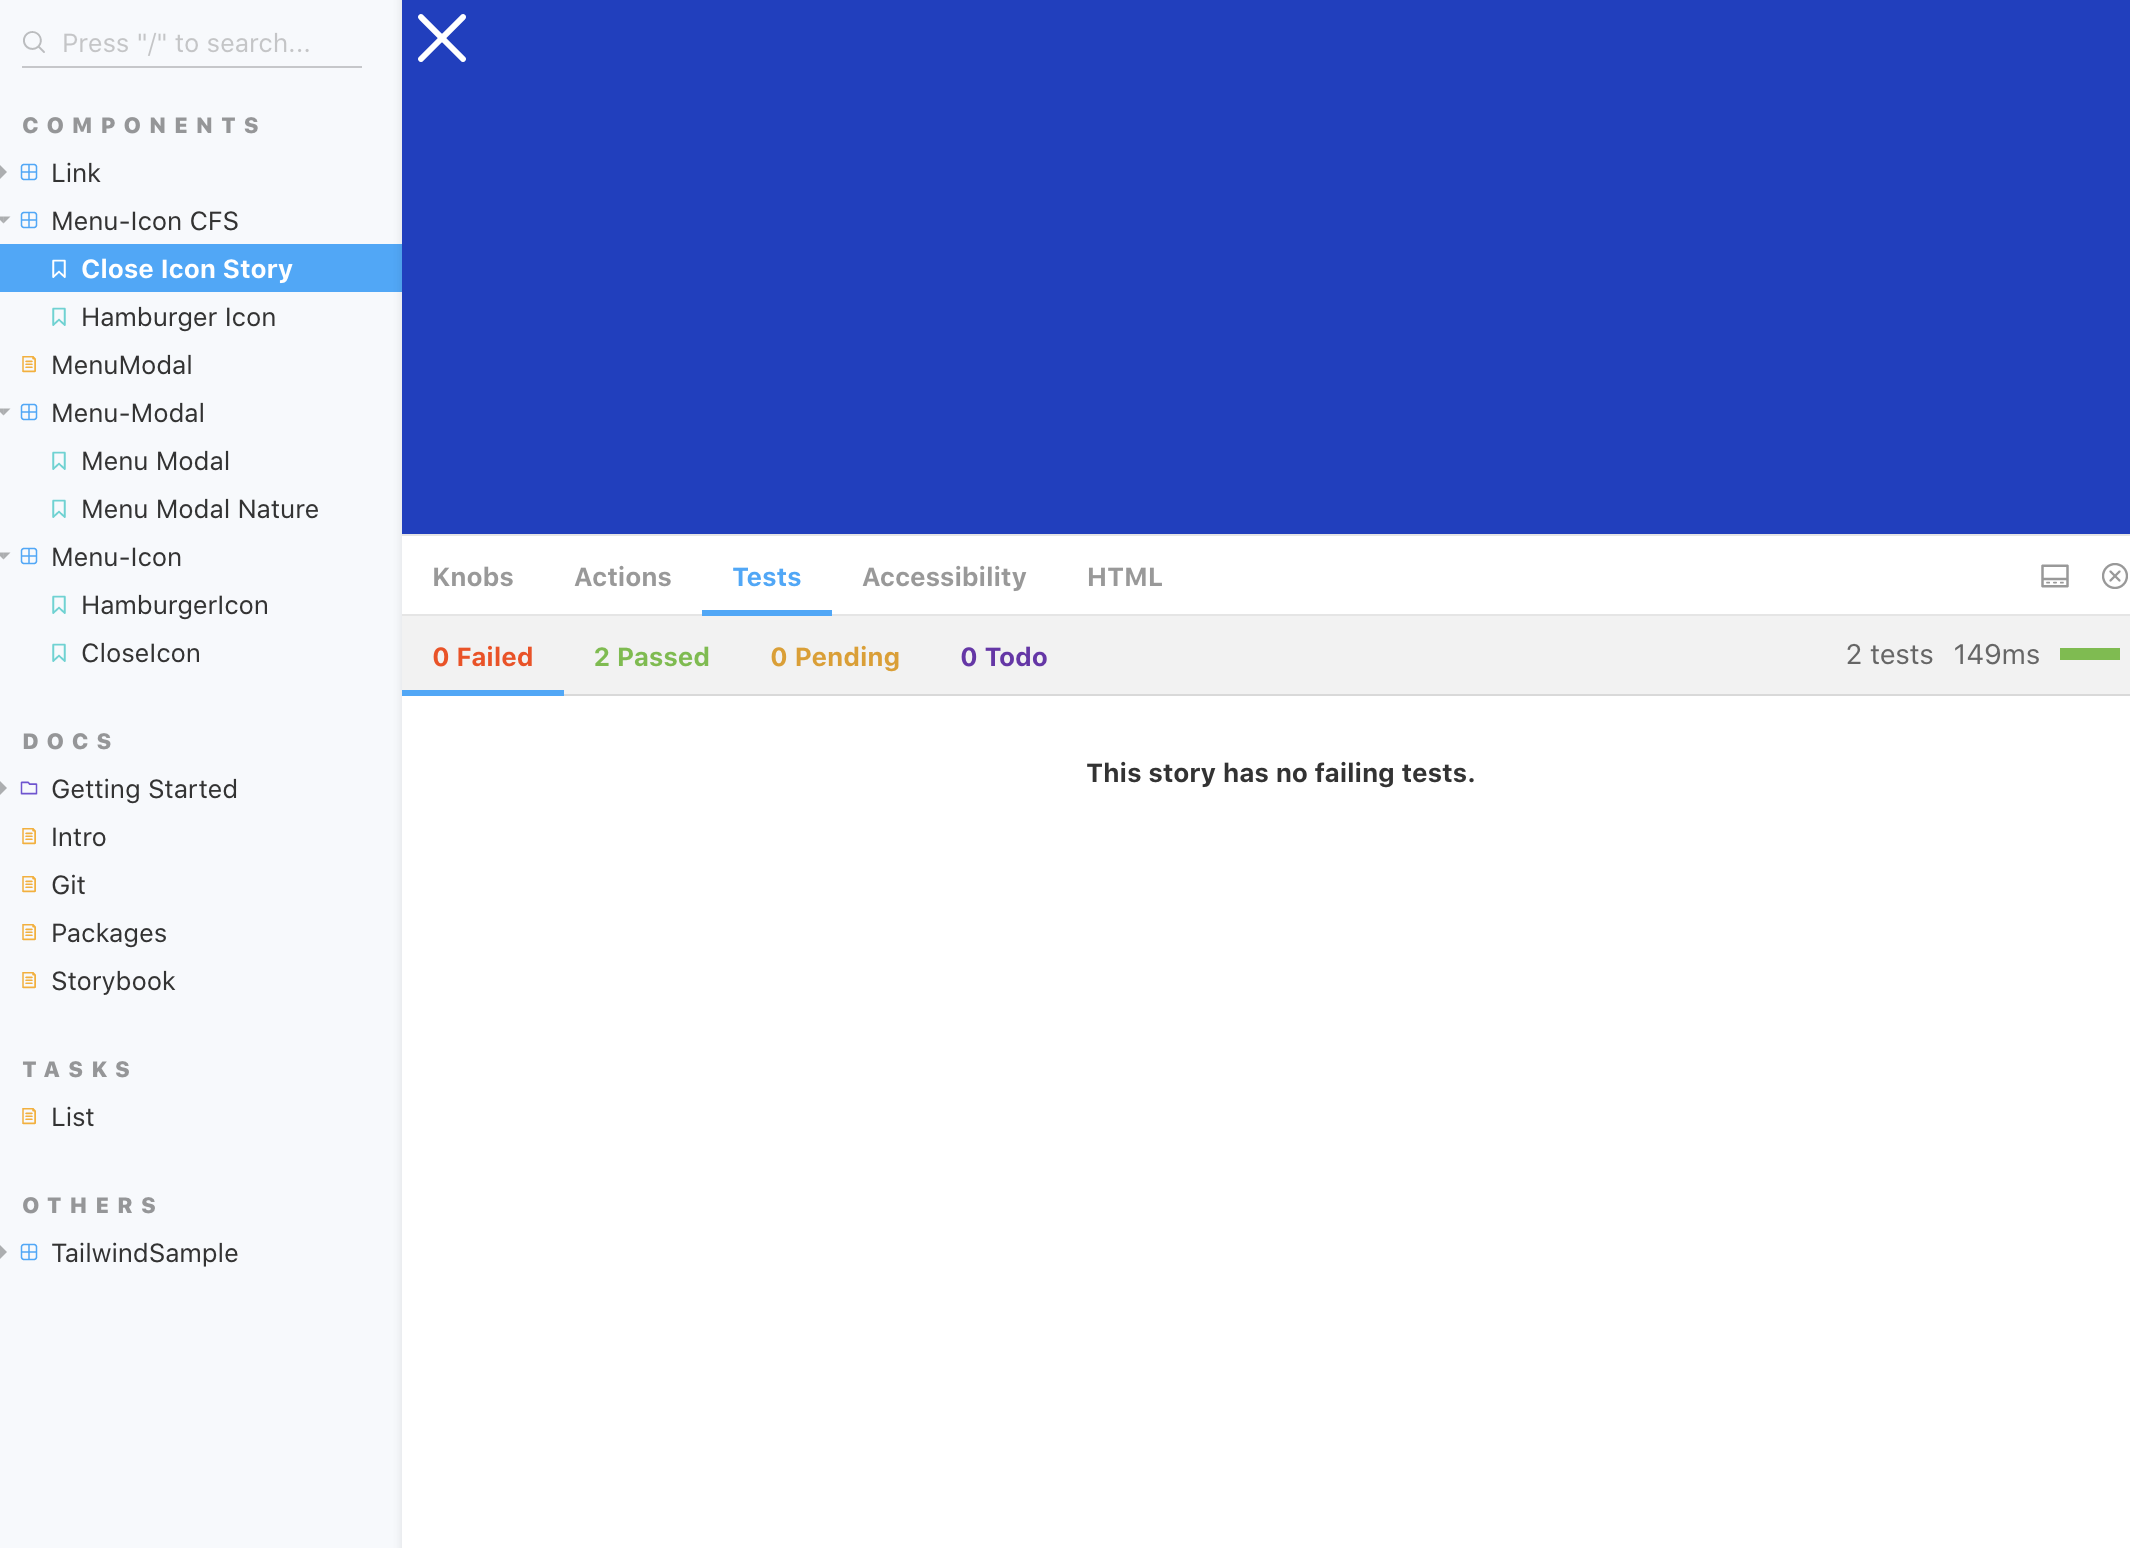 Press "/" to search...
COMPONENTS
Link
Menu-Icon CFS
Close Icon Story
Hamburger Icon
MenuModal
Menu-Modal
Menu Modal
Menu Modal Nature
Menu-Icon
HamburgerIcon
CloseIcon
DOCS
Getting Started
Intro
Git
Packages
Storybook
TASKS
List
OTHERS
TailwindSample
Knobs Actions Tests Accessibility HTML
0 Failed 2 Passed 0 Pending 0 Todo 2 tests 149ms
This story has no failing tests.